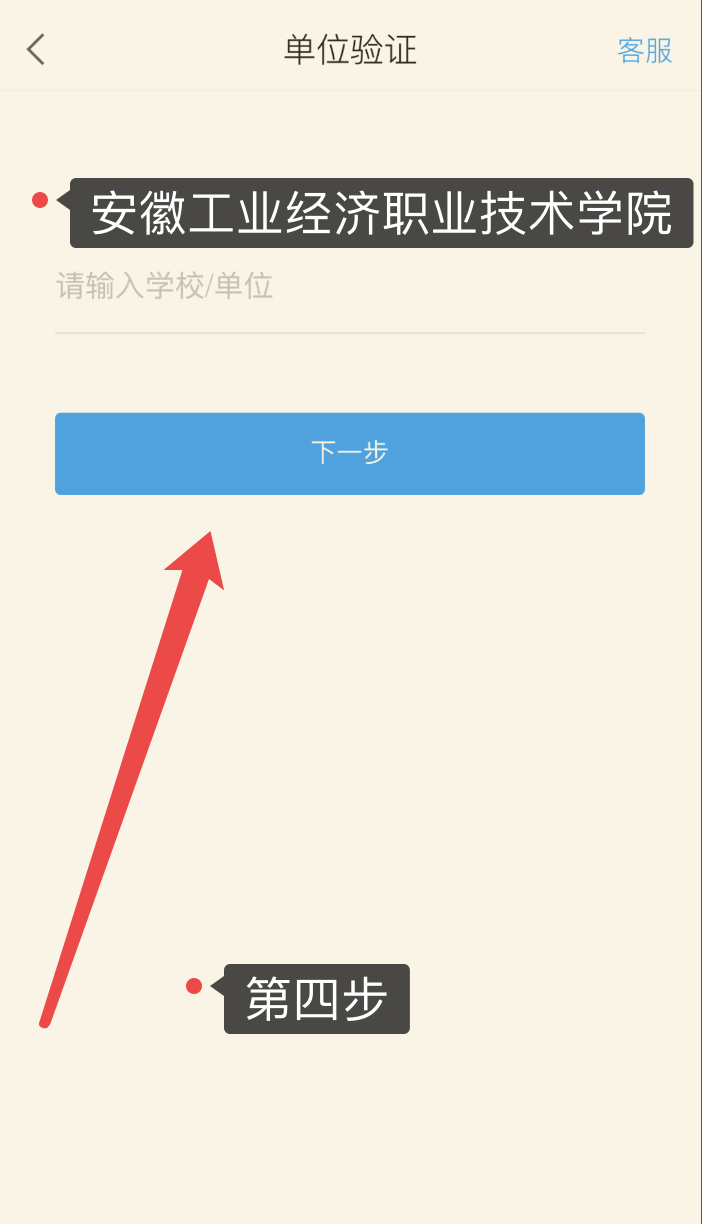 单位验证
客服
安徽工业经济职业技术学院
请输入学校/单位
下一步
第四步